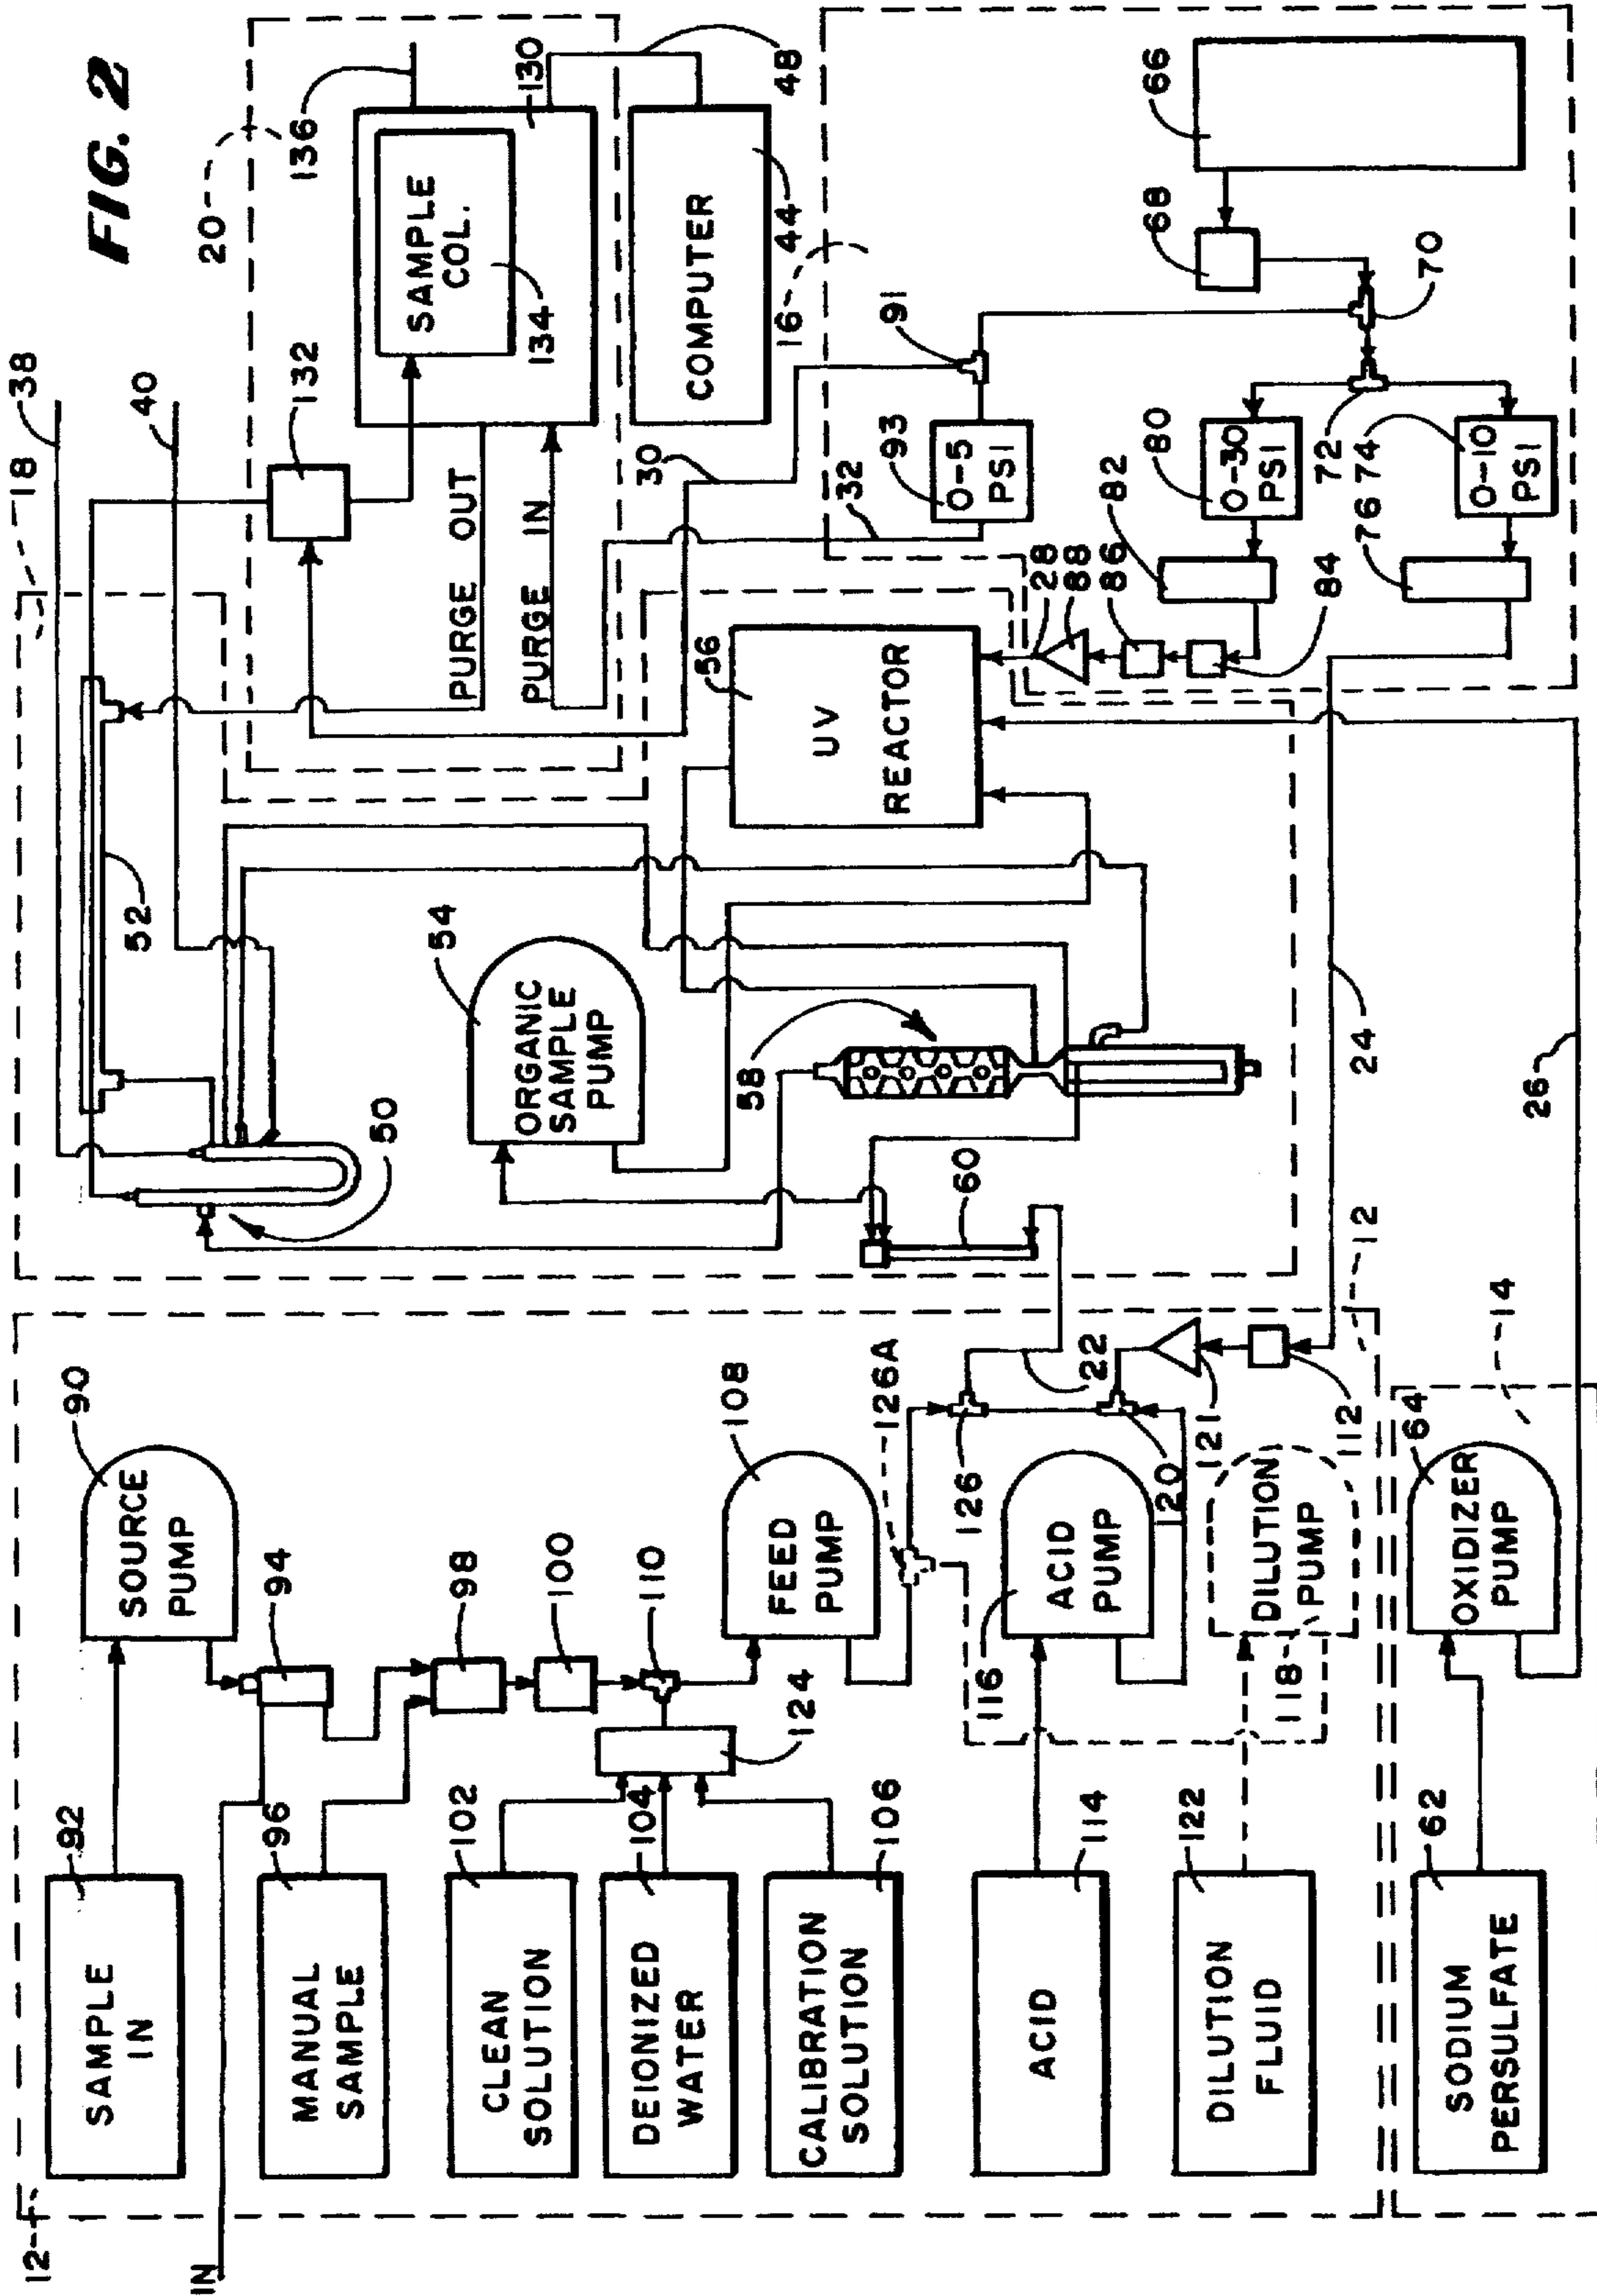 FIG. 2
12
IN
SAMPLE
IN
92
SOURCE
PUMP
90
94
MANUAL
SAMPLE
96
98
100
CLEAN
SOLUTION
102
DEIONIZED
WATER
104
CALIBRATION
SOLUTION
106
124
110
FEED
PUMP
108
126A
126
22
ACID
114
ACID
PUMP
116
120
121
112
DILUTION
FLUID
122
DILUTION
PUMP
118
12
SODIUM
PERSULFATE
62
OXIDIZER
PUMP
64
14
26
24
18
38
40
52
50
ORGANIC
SAMPLE
PUMP
54
58
60
UV
REACTOR
56
20
136
132
SAMPLE
COL.
134
130
PURGE OUT
PURGE IN
COMPUTER
44
48
30
32
16
91
93
0-5
PSI
66
68
70
72
74
0-10
PSI
76
80
0-30
PSI
82
84
86
88
28